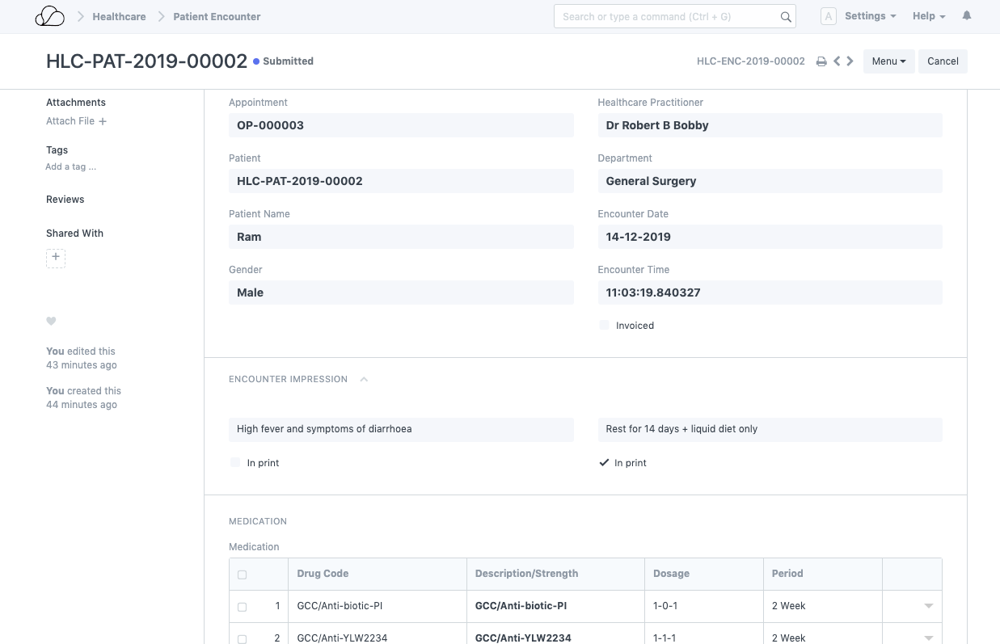 Healthcare
Patient Encounter
Search or type a command (Ctrl + G)
A
Settings
Help
HLC-PAT-2019-00002
Submitted
HLC-ENC-2019-00002
Menu
Cancel
Attachments
Attach File +
Tags
Add a tag ...
Reviews
Shared With
+
You edited this
43 minutes ago
You created this
44 minutes ago
Appointment
OP-000003
Patient
HLC-PAT-2019-00002
Patient Name
Ram
Gender
Male
Healthcare Practitioner
Dr Robert B Bobby
Department
General Surgery
Encounter Date
14-12-2019
Encounter Time
11:03:19.840327
Invoiced
ENCOUNTER IMPRESSION
High fever and symptoms of diarrhoea
Rest for 14 days + liquid diet only
In print
In print
MEDICATION
Medication
Drug Code Description/Strength Dosage Period
1 GCC/Anti-biotic-PI GCC/Anti-biotic-PI 1-0-1 2 Week
2 GCC/Anti-YLW2234 GCC/Anti-YLW2234 1-1-1 2 Week